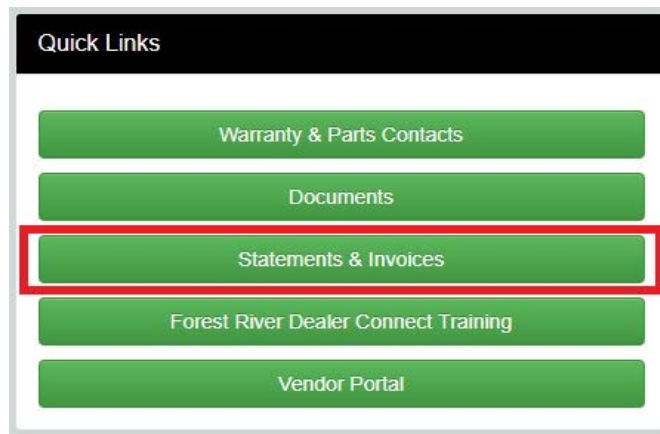 Quick Links
Warranty & Parts Contacts
Documents
Statements & Invoices
Forest River Dealer Connect Training
Vendor Portal